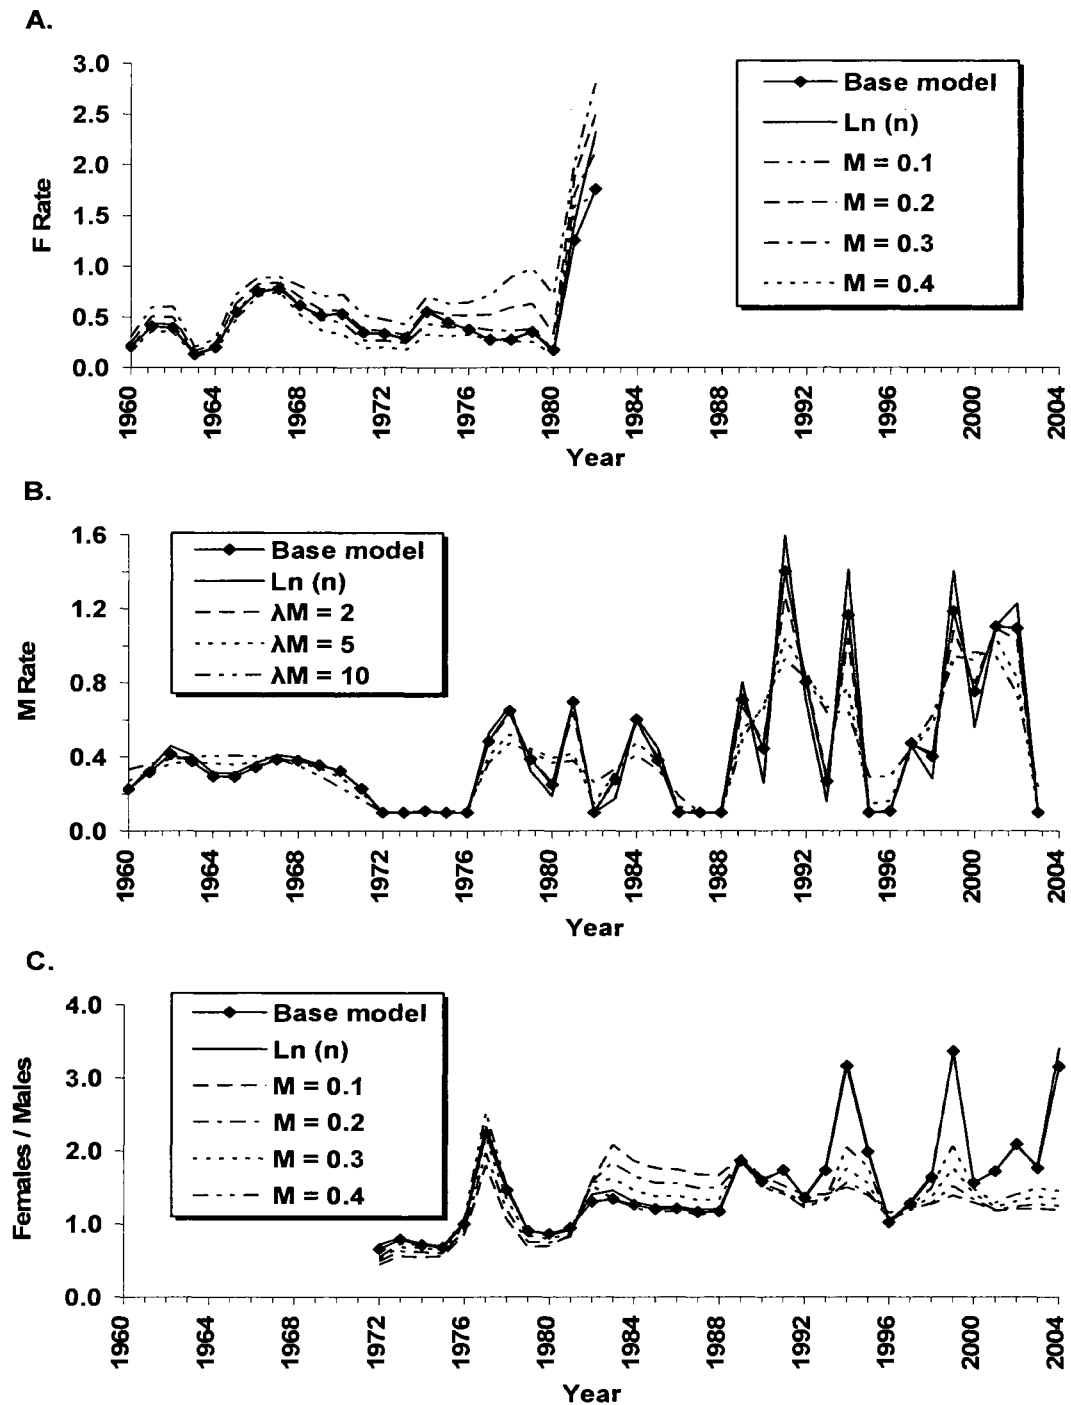 A.
3.0
2.5
2.0
1.5
1.0
0.5
0.0
F Rate
Base model
Ln (n)
M = 0.1
M = 0.2
M = 0.3
M = 0.4
1960
1964
1968
1972
1976
1980
1984
1988
1992
1996
2000
2004
Year
B.
1.6
1.2
0.8
0.4
0.0
M Rate
Base model
Ln (n)
λM = 2
λM = 5
λM = 10
1960
1964
1968
1972
1976
1980
1984
1988
1992
1996
2000
2004
Year
C.
4.0
3.0
2.0
1.0
0.0
Females / Males
Base model
Ln (n)
M = 0.1
M = 0.2
M = 0.3
M = 0.4
1960
1964
1968
1972
1976
1980
1984
1988
1992
1996
2000
2004
Year